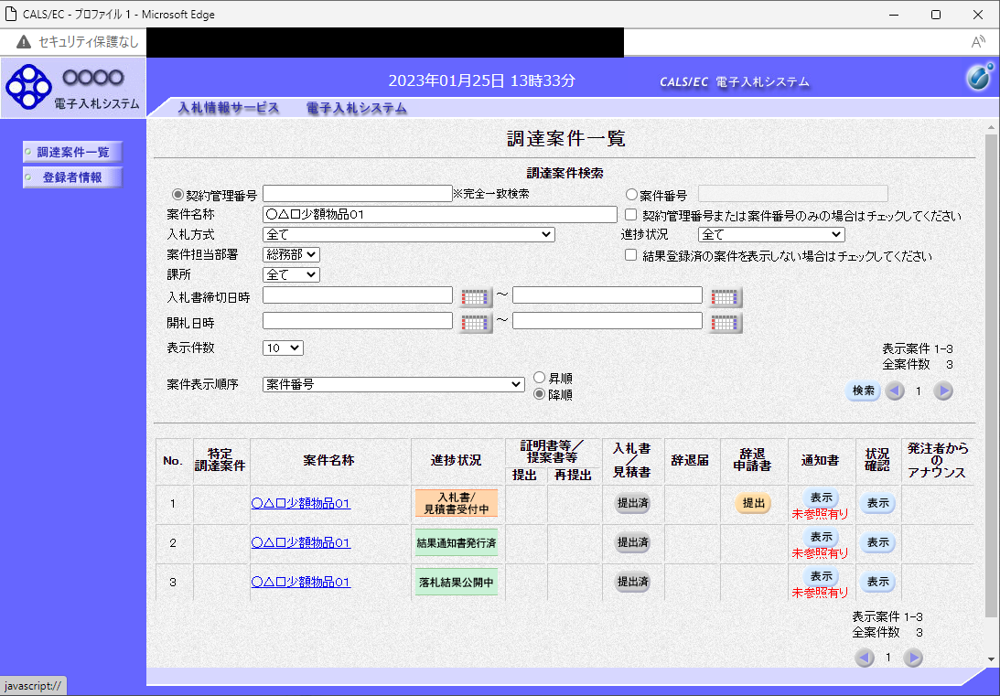 CALS/EC - プロファイル 1 - Microsoft Edge
セキュリティ保護なし
〇〇〇〇
電子入札システム
2023年01月25日 13時33分
CALS/EC 電子入札システム
入札情報サービス 電子入札システム
調達案件一覧
登録者情報
調達案件一覧
調達案件検索
契約管理番号 ※完全一致検索 案件番号
案件名称 〇△口少額物品01 契約管理番号または案件番号のみの場合はチェックしてください
入札方式 全て 進捗状況 全て
案件担当部署 総務部 結果登録済の案件を表示しない場合はチェックしてください
課所 全て
入札書締切日時 ～
開札日時 ～
表示件数 10
表示案件 1-3
全案件数 3
案件表示順序 案件番号 昇順
降順
検索 1
No. 特定
調達案件 案件名称 進捗状況 証明書等／
提案書等
提出 再提出 入札書
／
見積書 辞退届 辞退
申請書 通知書 状況
確認 発注者から
の
アナウンス
1 〇△口少額物品01 入札書/
見積書受付中 提出済 提出 表示
未参照有り 表示
2 〇△口少額物品01 結果通知書発行済 提出済 表示
未参照有り 表示
3 〇△口少額物品01 落札結果公開中 提出済 表示
未参照有り 表示
表示案件 1-3
全案件数 3
1
javascript://